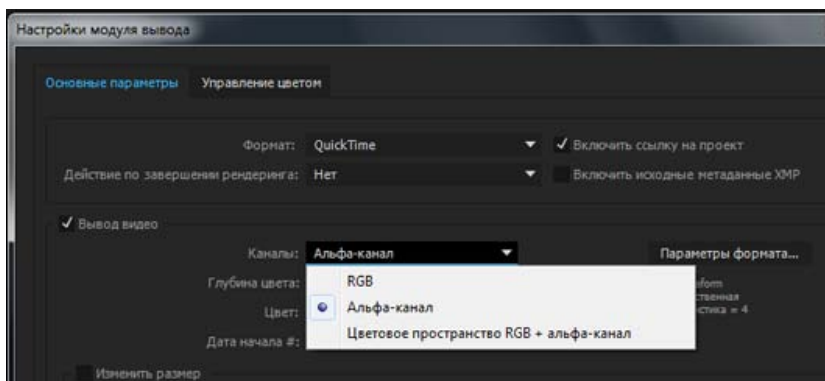 Настройки модуля вывода
Основные параметры Управление цветом
Формат: QuickTime Включить ссылку на проект
Действие по завершении рендеринга: Нет Включить исходные метаданные XMP
Вывод видео
Каналы: Альфа-канал Параметры формата...
Глубина цвета: RGB
Цвет: Альфа-канал
Цветовое пространство RGB + альфа-канал
Дата начала #:
Изменить размер